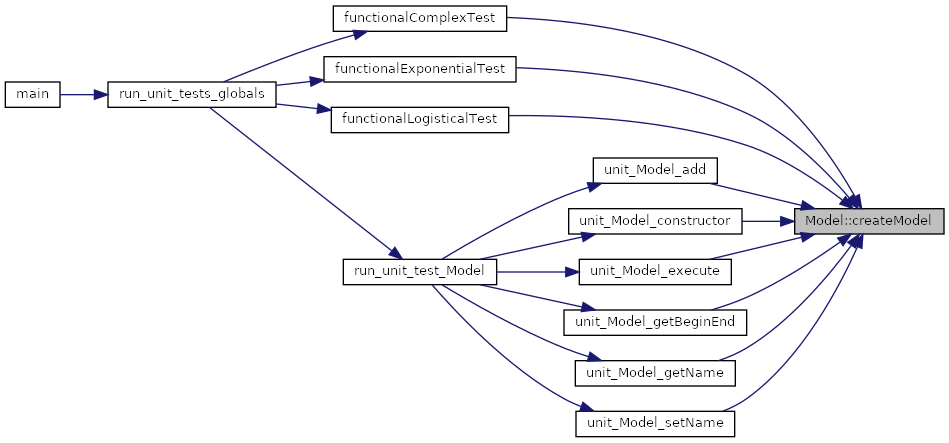 functionalComplexTest
functionalExponentialTest
main
run_unit_tests_globals
functionalLogisticalTest
unit_Model_add
unit_Model_constructor
Model::createModel
run_unit_test_Model
unit_Model_execute
unit_Model_getBeginEnd
unit_Model_getName
unit_Model_setName